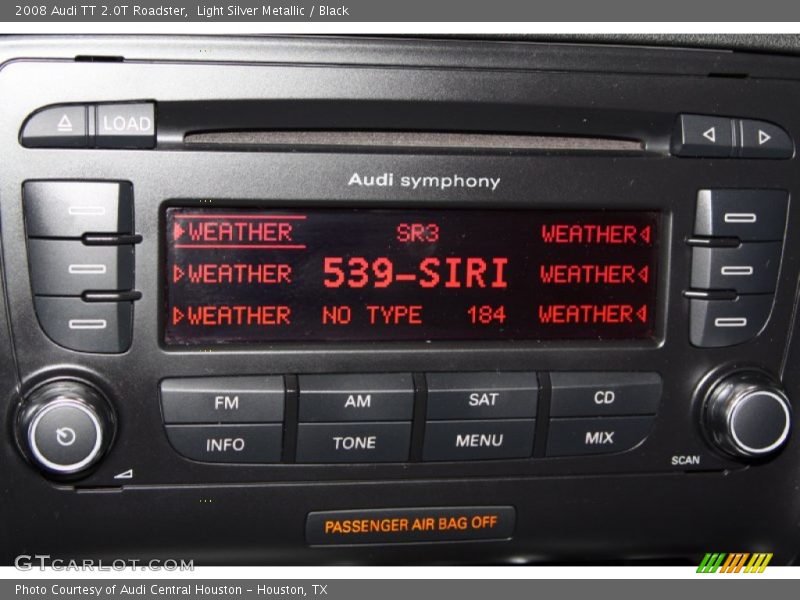 2008 Audi TT 2.0T Roadster,  Light Silver Metallic / Black
LOAD
Audi symphony
WEATHER SR3 WEATHER
WEATHER 539-SIRI WEATHER
WEATHER NO TYPE 184 WEATHER
FM AM SAT CD
INFO TONE MENU MIX
SCAN
PASSENGER AIR BAG OFF
GTCARLOT.COM
Photo Courtesy of Audi Central Houston - Houston, TX